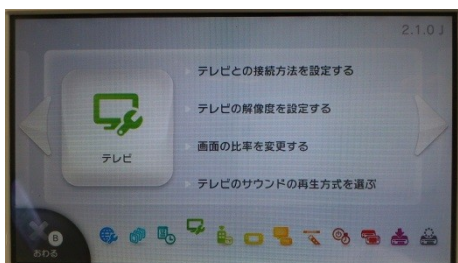 2.1.0 J
テレビとの接続方法を設定する
テレビの解像度を設定する
画面の比率を変更する
テレビのサウンドの再生方式を選ぶ
テレビ
B
おわる